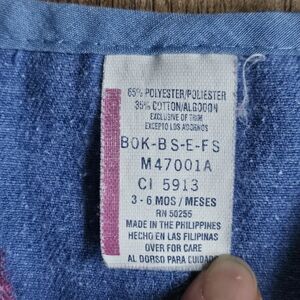 65% POLYESTER/POLIESTER
35% COTTON/ALGODON
EXCLUSIVE OF TRIM
EXCEPTO LOS ADORNOS
BOK-BS-E-FS
M47001A
CI 5913
3 - 6 MOS / MESES
RN 50255
MADE IN THE PHILIPPINES
HECHO EN LAS FILIPINAS
OVER FOR CARE
AL DORSO PARA CUIDADO